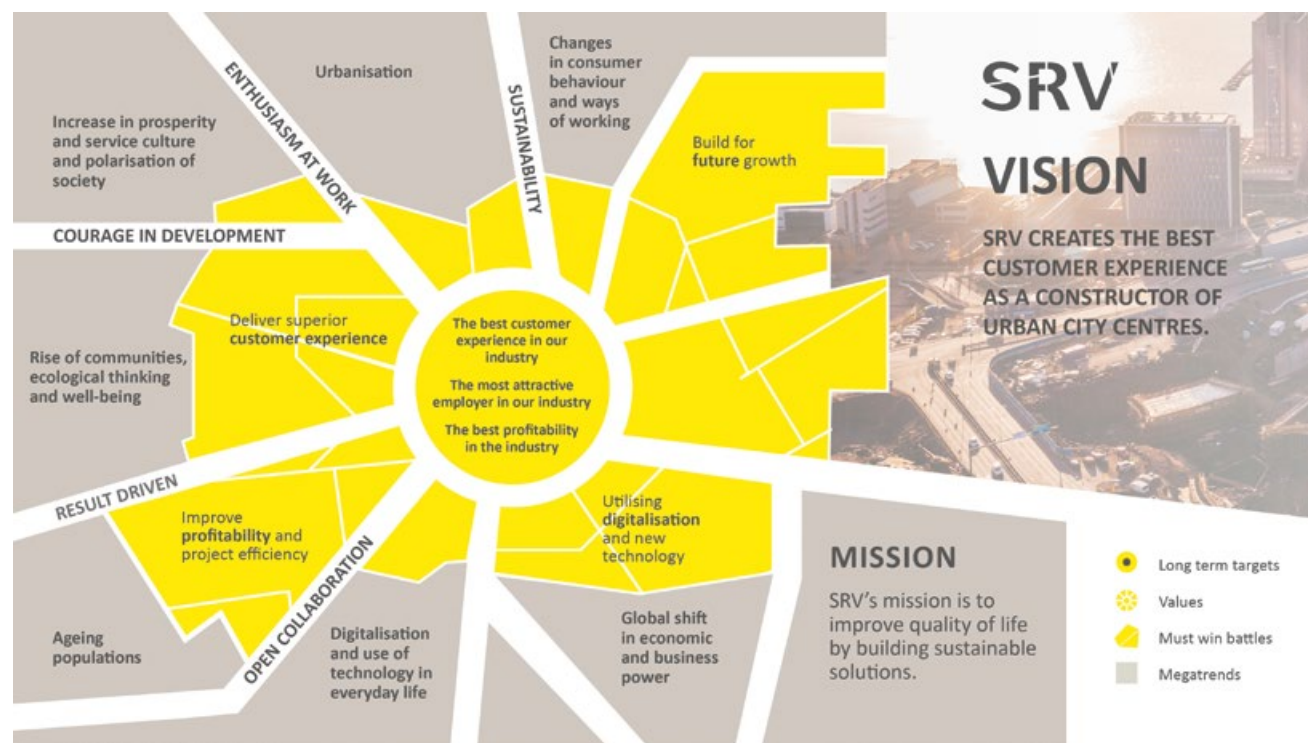 Urbanisation
Changes
in consumer
behaviour
and ways
of working
Increase in prosperity
and service culture
and polarisation of
society
ENTHUSIASM AT WORK
SUSTAINABILITY
COURAGE IN DEVELOPMENT
Build for
future growth
SRV
VISION
SRV CREATES THE BEST
CUSTOMER EXPERIENCE
AS A CONSTRUCTOR OF
URBAN CITY CENTRES.
Rise of communities,
ecological thinking
and well-being
Deliver superior
customer experience
The best customer
experience in our
industry
The most attractive
employer in our industry
The best profitability
in the industry
RESULT DRIVEN
Improve
profitability and
project efficiency
OPEN COLLABORATION
Utilising
digitalisation
and new
technology
Ageing
populations
Digitalisation
and use of
technology in
everyday life
Global shift
in economic
and business
power
MISSION
SRV's mission is to
improve quality of life
by building sustainable
solutions.
Long term targets
Values
Must win battles
Megatrends